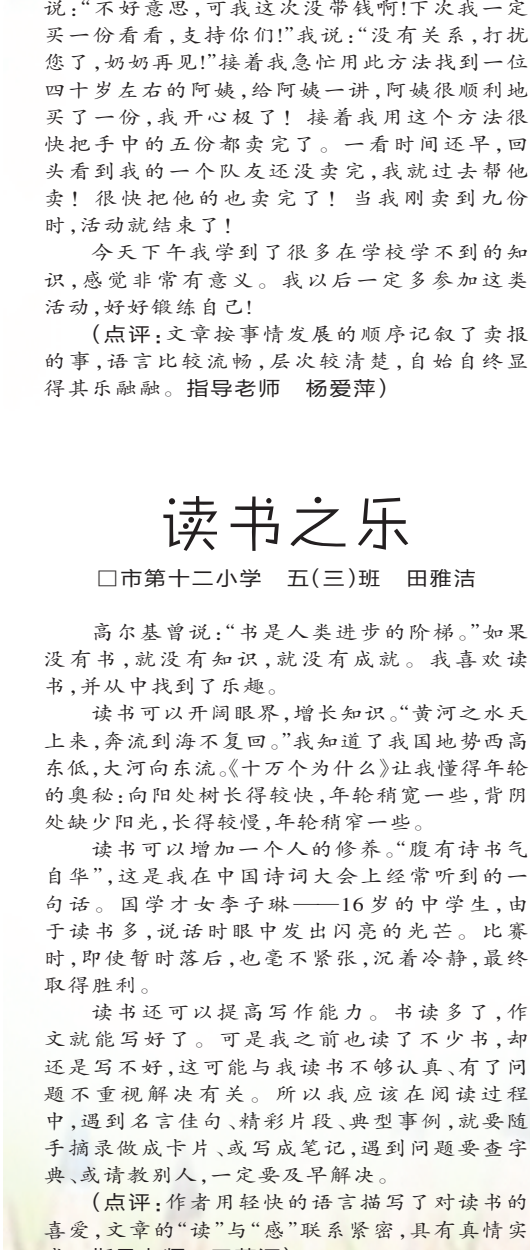 说:“不好意思,可我这次没带钱啊!下次我一定
买一份看看,支持你们!”我说:“没有关系,打扰
您了,奶奶再见!”接着我急忙用此方法找到一位
四十岁左右的阿姨,给阿姨一讲,阿姨很顺利地
买了一份,我开心极了! 接着我用这个方法很
快把手中的五份都卖完了。一看时间还早,回
头看到我的一个队友还没卖完,我就过去帮他
卖! 很快把他的也卖完了! 当我刚卖到九份
时,活动就结束了!
今天下午我学到了很多在学校学不到的知
识,感觉非常有意义。我以后一定多参加这类
活动,好好锻练自己!
(点评:文章按事情发展的顺序记叙了卖报
的事,语言比较流畅,层次较清楚,自始自终显
得其乐融融。指导老师 杨爱萍)
读书之乐
□市第十二小学 五(三)班 田雅洁
高尔基曾说:“书是人类进步的阶梯。”如果
没有书,就没有知识,就没有成就。我喜欢读
书,并从中找到了乐趣。
读书可以开阔眼界,增长知识。“黄河之水天
上来,奔流到海不复回。”我知道了我国地势西高
东低,大河向东流。《十万个为什么》让我懂得年轮
的奥秘:向阳处树长得较快,年轮稍宽一些,背阴
处缺少阳光,长得较慢,年轮稍窄一些。
读书可以增加一个人的修养。“腹有诗书气
自华”,这是我在中国诗词大会上经常听到的一
句话。国学才女李子琳——16岁的中学生,由
于读书多,说话时眼中发出闪亮的光芒。比赛
时,即使暂时落后,也毫不紧张,沉着冷静,最终
取得胜利。
读书还可以提高写作能力。书读多了,作
文就能写好了。可是我之前也读了不少书,却
还是写不好,这可能与我读书不够认真、有了问
题不重视解决有关。所以我应该在阅读过程
中,遇到名言佳句、精彩片段、典型事例,就要随
手摘录做成卡片、或写成笔记,遇到问题要查字
典、或请教别人,一定要及早解决。
(点评:作者用轻快的语言描写了对读书的
喜爱,文章的“读”与“感”联系紧密,具有真情实